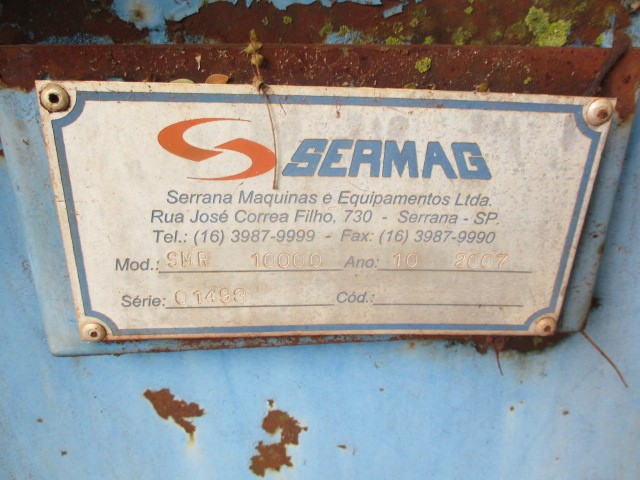 SERMAG
Serrana Maquinas e Equipamentos Ltda.
Rua José Correa Filho, 730 - Serrana - SP.
Tel.: (16) 3987-9999 - Fax: (16) 3987-9990
Mod.: SMR 10000 Ano: 10 2007
Série: 01498 Cód.: